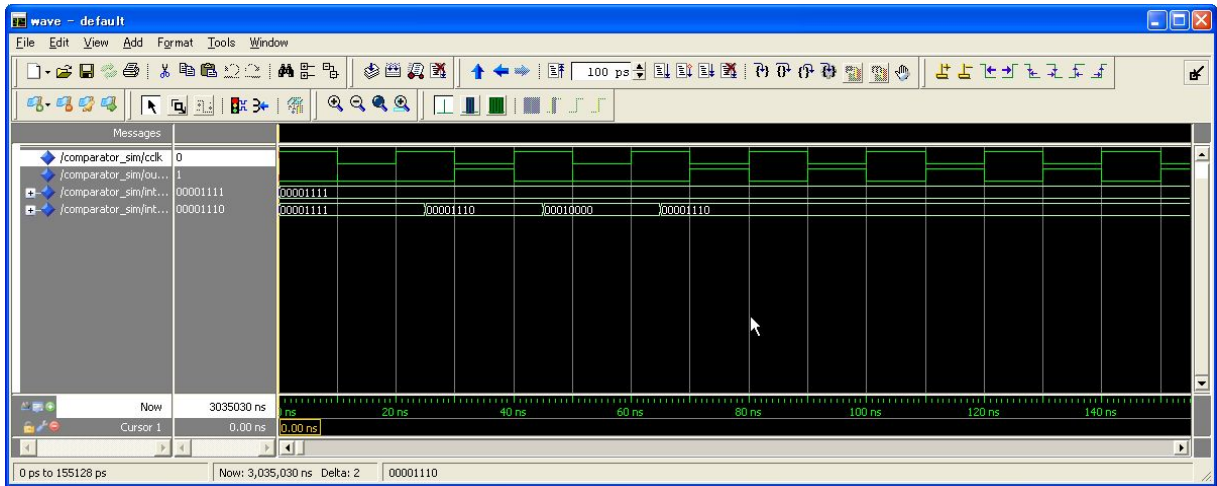 wave - default
File Edit View Add Format Tools Window
100 ps
Messages
/comparator_sim/cclk 0
/comparator_sim/ou... 1
/comparator_sim/int... 00001111 00001111
/comparator_sim/int... 00001110 00001111 00001110 00010000 00001110
Now 3035030 ns ns 20 ns 40 ns 60 ns 80 ns 100 ns 120 ns 140 ns
Cursor 1 0.00 ns 0.00 ns
0 ps to 155128 ps Now: 3,035,030 ns Delta: 2 00001110